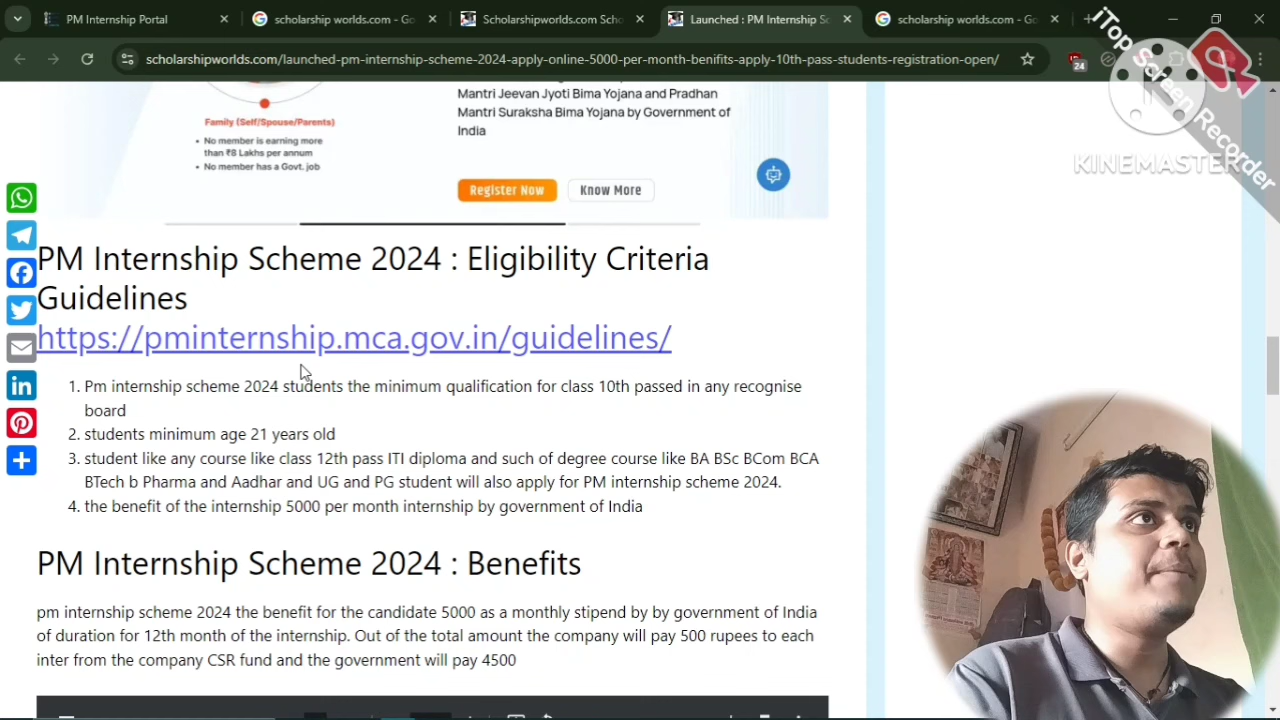 PM Internship Portal
scholarship worlds.com - Go
Scholarshipworlds.com Scho
Launched : PM Internship Sc
scholarship worlds.com - Go
scholarshipworlds.com/launched-pm-internship-scheme-2024-apply-online-5000-per-month-benifits-apply-10th-pass-students-registration-open/
24
iTop Screen Recorder
KINEMASTER
Mantri Jeevan Jyoti Bima Yojana and Pradhan
Mantri Suraksha Bima Yojana by Government of
India
Family (Self/Spouse/Parents)
• No member is earning more
than ₹8 Lakhs per annum
• No member has a Govt. job
Register Now
Know More
PM Internship Scheme 2024 : Eligibility Criteria
Guidelines
https://pminternship.mca.gov.in/guidelines/
1. Pm internship scheme 2024 students the minimum qualification for class 10th passed in any recognise
board
2. students minimum age 21 years old
3. student like any course like class 12th pass ITI diploma and such of degree course like BA BSc BCom BCA
BTech b Pharma and Aadhar and UG and PG student will also apply for PM internship scheme 2024.
4. the benefit of the internship 5000 per month internship by government of India
PM Internship Scheme 2024 : Benefits
pm internship scheme 2024 the benefit for the candidate 5000 as a monthly stipend by by government of India
of duration for 12th month of the internship. Out of the total amount the company will pay 500 rupees to each
inter from the company CSR fund and the government will pay 4500